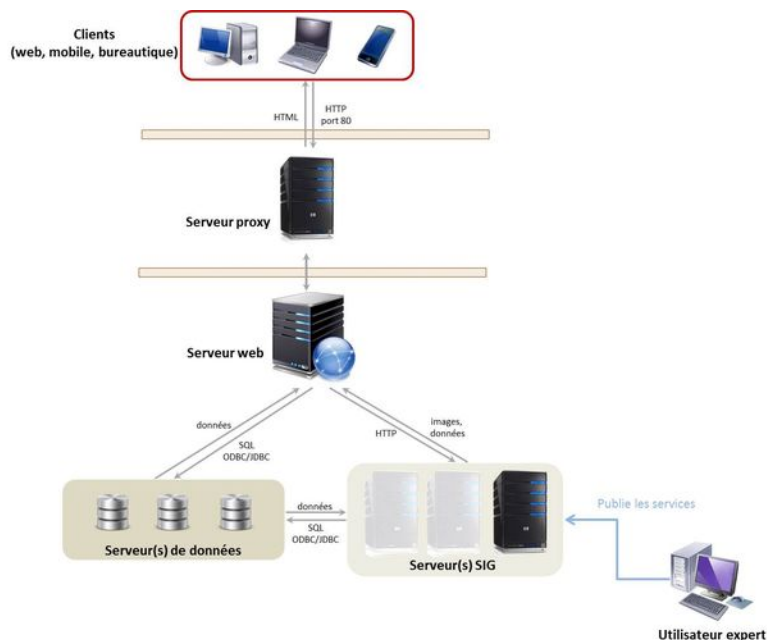 Clients
(web, mobile, bureautique)
HTML
HTTP
port 80
Serveur proxy
Serveur web
données
SQL
ODBC/JDBC
HTTP
images,
données
données
SQL
ODBC/JDBC
Serveur(s) de données
Serveur(s) SIG
Publie les services
Utilisateur expert